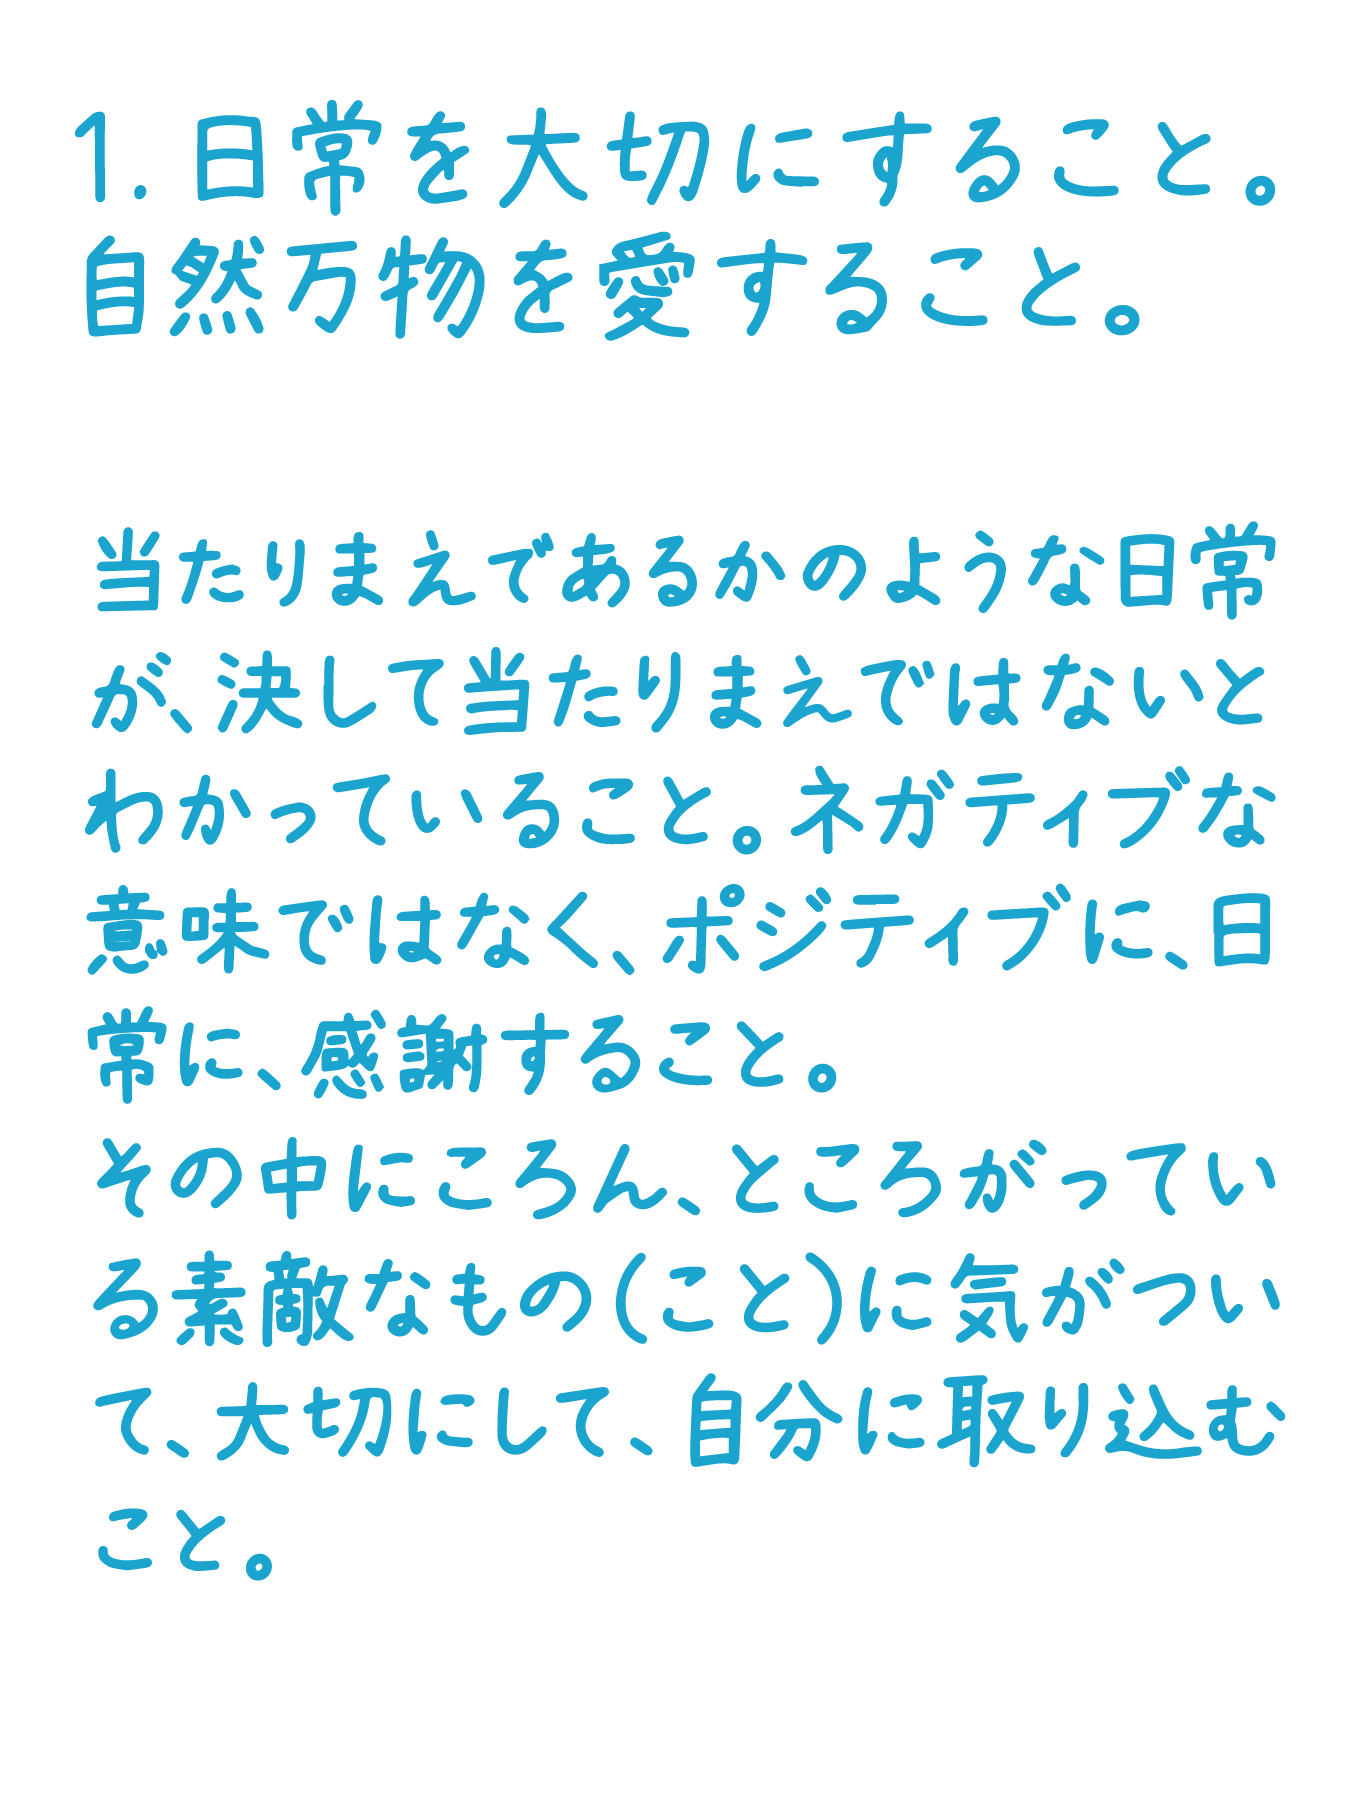 1. 日常を大切にすること。
自然万物を愛すること。
当たりまえであるかのような日常
が、決して当たりまえではないと
わかっていること。ネガティブな
意味ではなく、ポジティブに、日
常に、感謝すること。
その中にころん、ところがってい
る素敵なもの(こと)に気がつい
て、大切にして、自分に取り込む
こと。